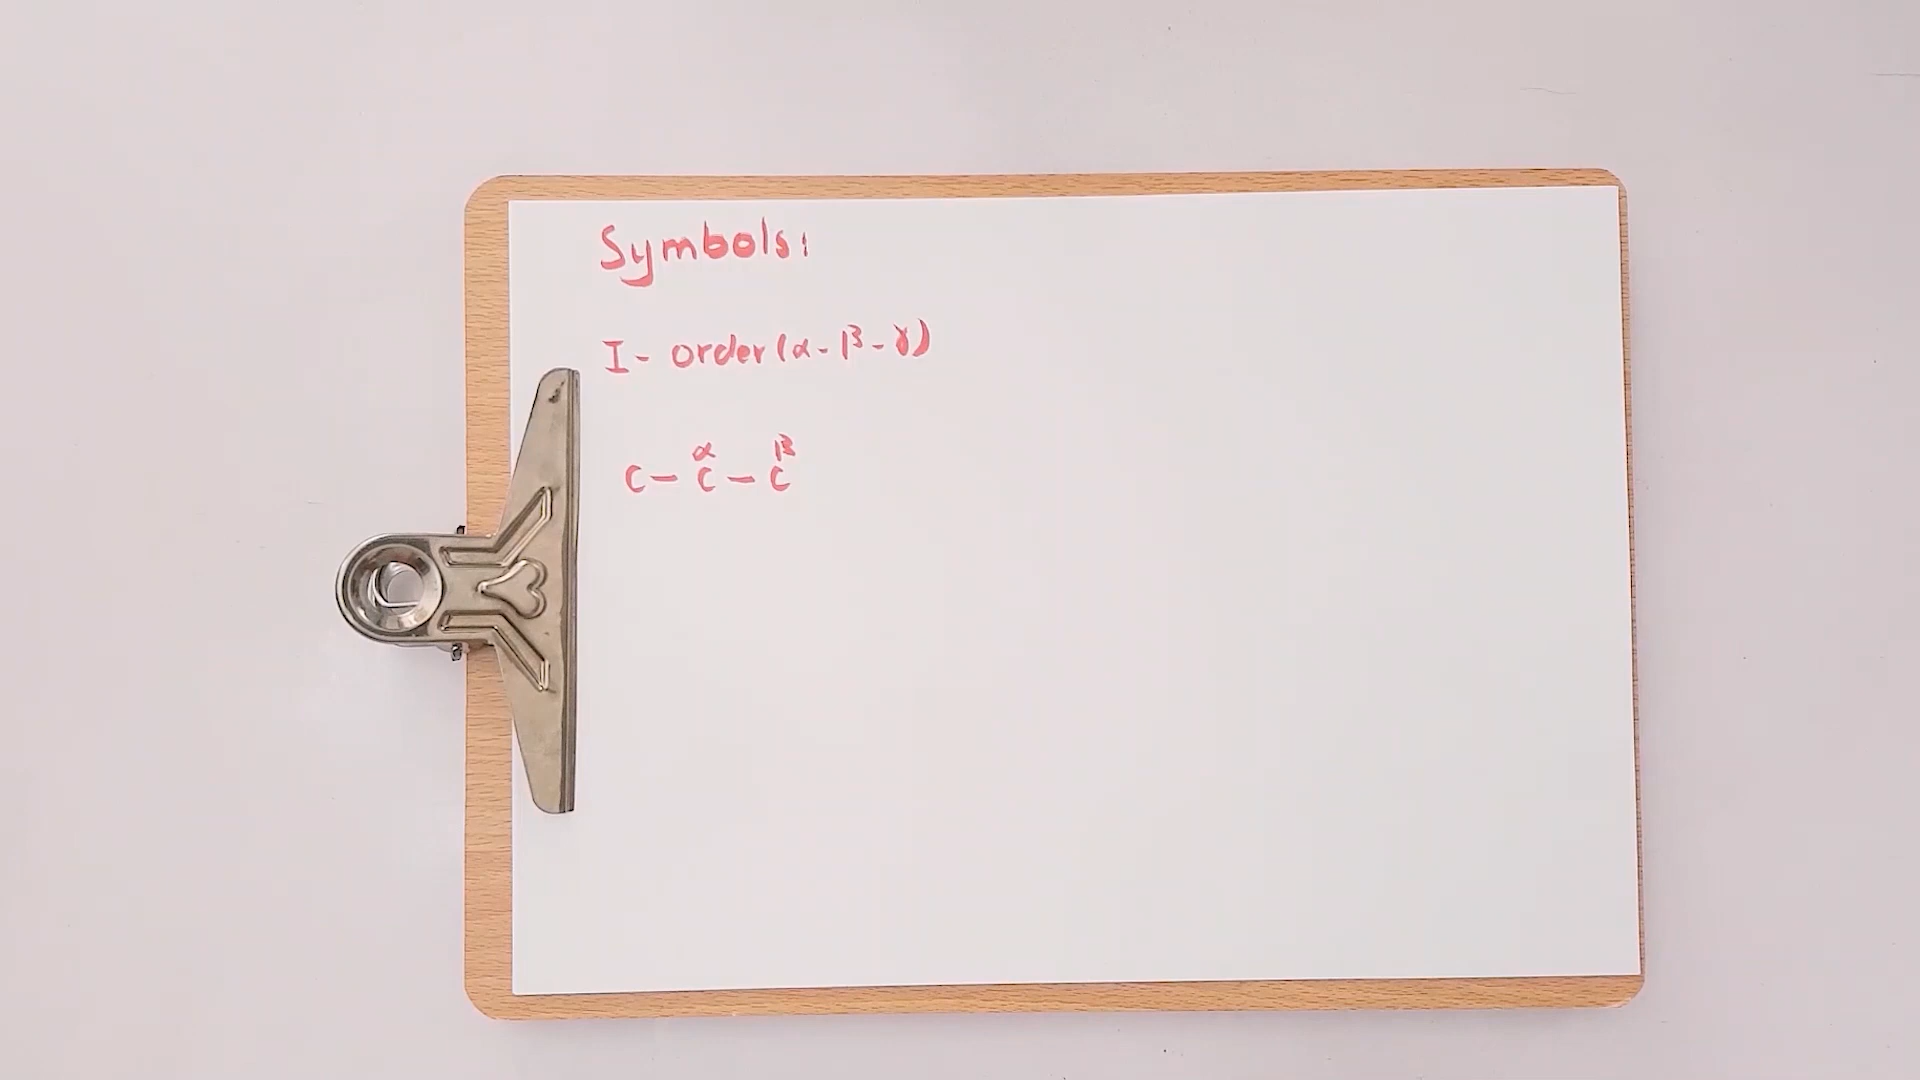 Symbols:
I- order (α-β-γ)
α β
C-C-C